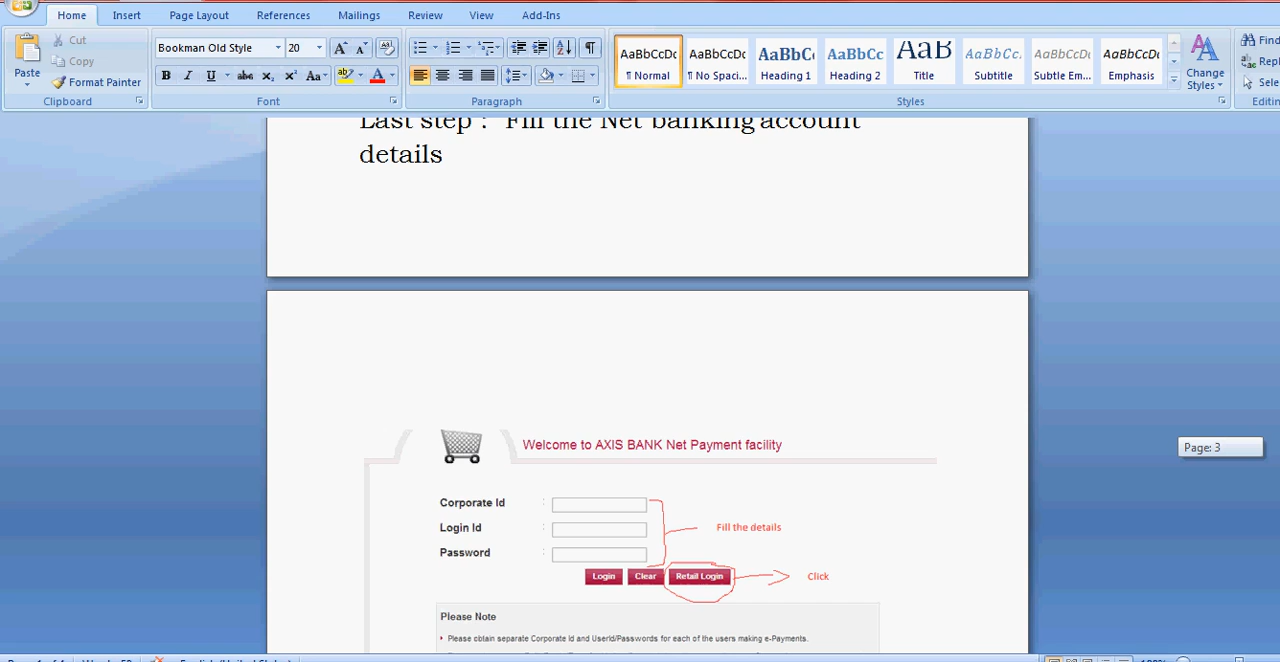 Home Insert Page Layout References Mailings Review View Add-Ins
Paste
Cut
Copy
Format Painter
Clipboard
Bookman Old Style 20
Font
Paragraph
AaBbCcDc AaBbCcDc AaBbC AaBbCc AaB AaBbCc. AaBbCcDc AaBbCcDc
¶ Normal ¶ No Spaci... Heading 1 Heading 2 Title Subtitle Subtle Em... Emphasis
Change
Styles
Styles
Find
Repl
Sele
Editin
Last step : Fill the Net banking account
details
Page: 3
Welcome to AXIS BANK Net Payment facility
Corporate Id :
Login Id :
Password :
Fill the details
Login Clear Retail Login
Click
Please Note
Please obtain separate Corporate Id and UserId/Passwords for each of the users making e-Payments.